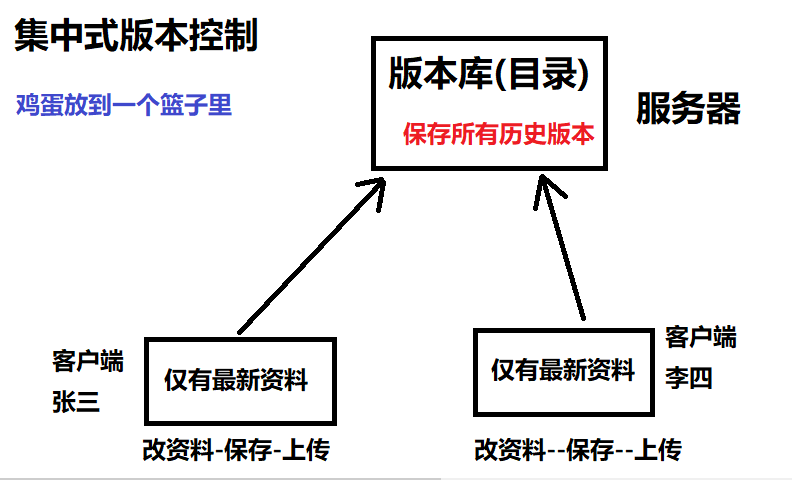 集中式版本控制
鸡蛋放到一个篮子里
版本库(目录)
保存所有历史版本
服务器
客户端
张三
仅有最新资料
改资料-保存-上传
仅有最新资料
客户端
李四
改资料--保存--上传